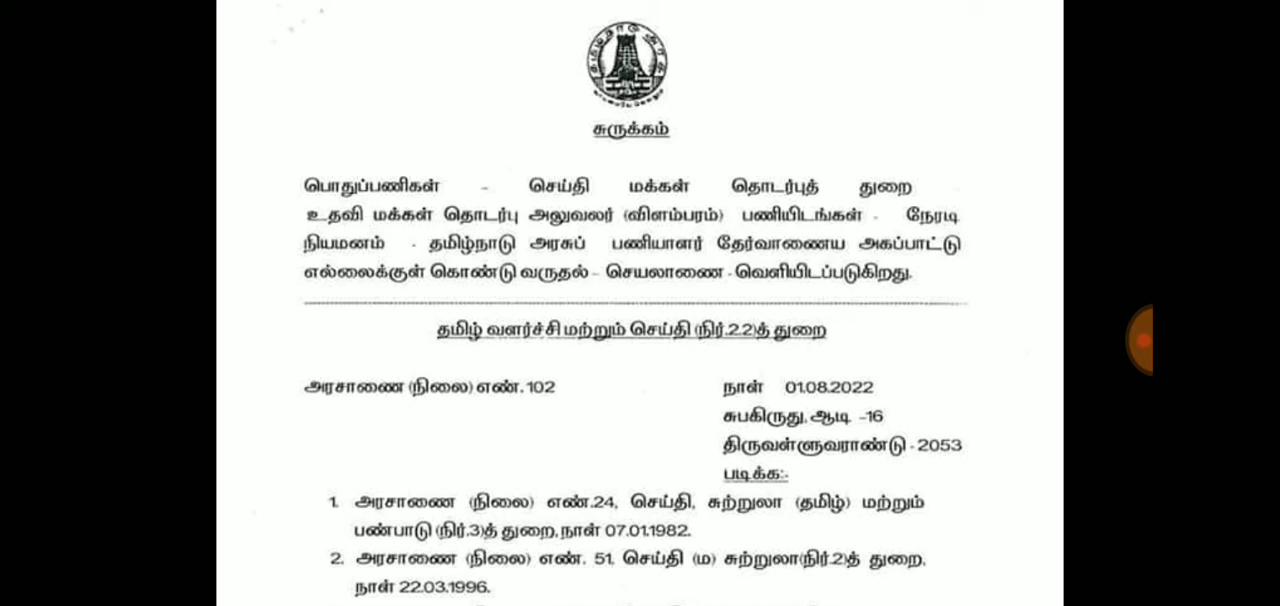 சுருக்கம்
பொதுப்பணிகள் - செய்தி மக்கள் தொடர்புத் துறை
உதவி மக்கள் தொடர்பு அலுவலர் (விளம்பரம்) பணியிடங்கள் - நேரடி
நியமனம் - தமிழ்நாடு அரசுப் பணியாளர் தேர்வாணைய அகப்பாட்டு
எல்லைக்குள் கொண்டு வருதல் - செயலாணை - வெளியிடப்படுகிறது.
தமிழ் வளர்ச்சி மற்றும் செய்தி (நிர்.2.2)த் துறை
அரசாணை (நிலை) எண். 102 நாள் 01.08.2022
சுபகிருது, ஆடி -16
திருவள்ளுவராண்டு - 2053
படிக்க:-
1. அரசாணை (நிலை) எண்.24, செய்தி, சுற்றுலா (தமிழ்) மற்றும்
பண்பாடு (நிர்.3)த் துறை, நாள் 07.01.1982.
2. அரசாணை (நிலை) எண். 51, செய்தி (ம) சுற்றுலா(நிர்.2)த் துறை,
நாள் 22.03.1996.